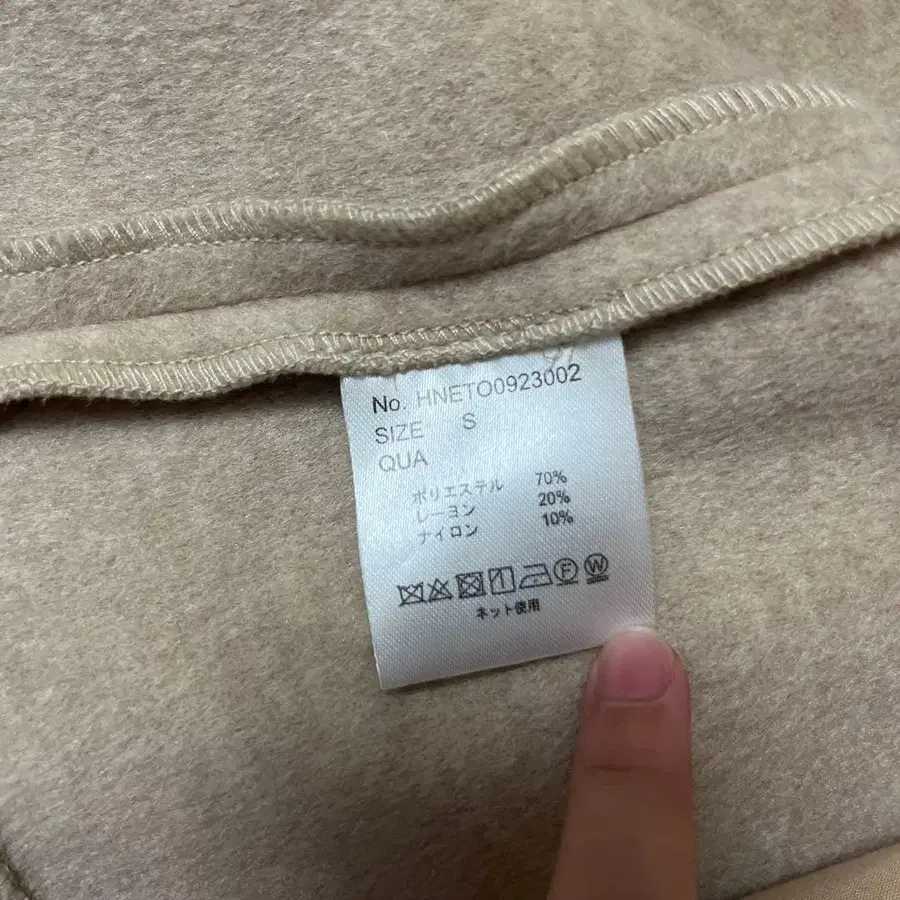 No. HNETO0923002
SIZE S
QUA
ポリエステル 70%
レーヨン 20%
ナイロン 10%
F W
ネット使用